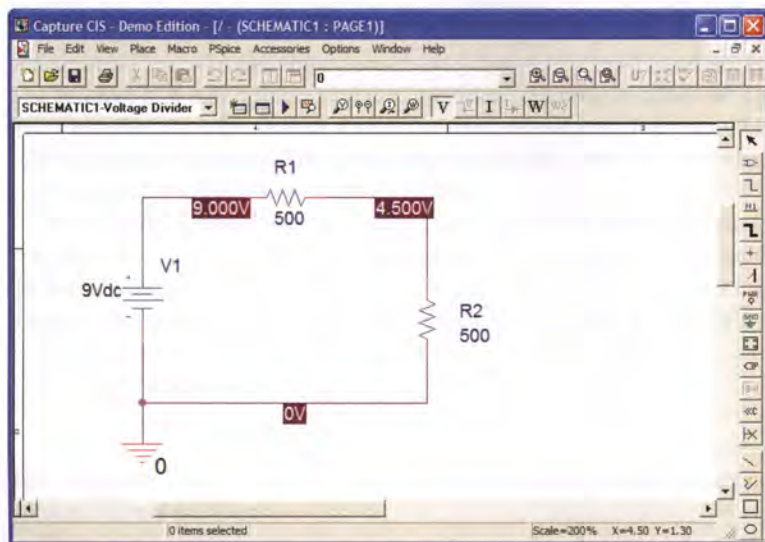 Capture CIS - Demo Edition - [/ - (SCHEMATIC1 : PAGE1)]
File Edit View Place Macro PSpice Accessories Options Window Help
0
SCHEMATIC1-Voltage Divider
V I W
R1
9.000V
4.500V
500
V1
9Vdc
R2
500
0V
0
0 items selected
Scale=200% X=4.50 Y=1.30